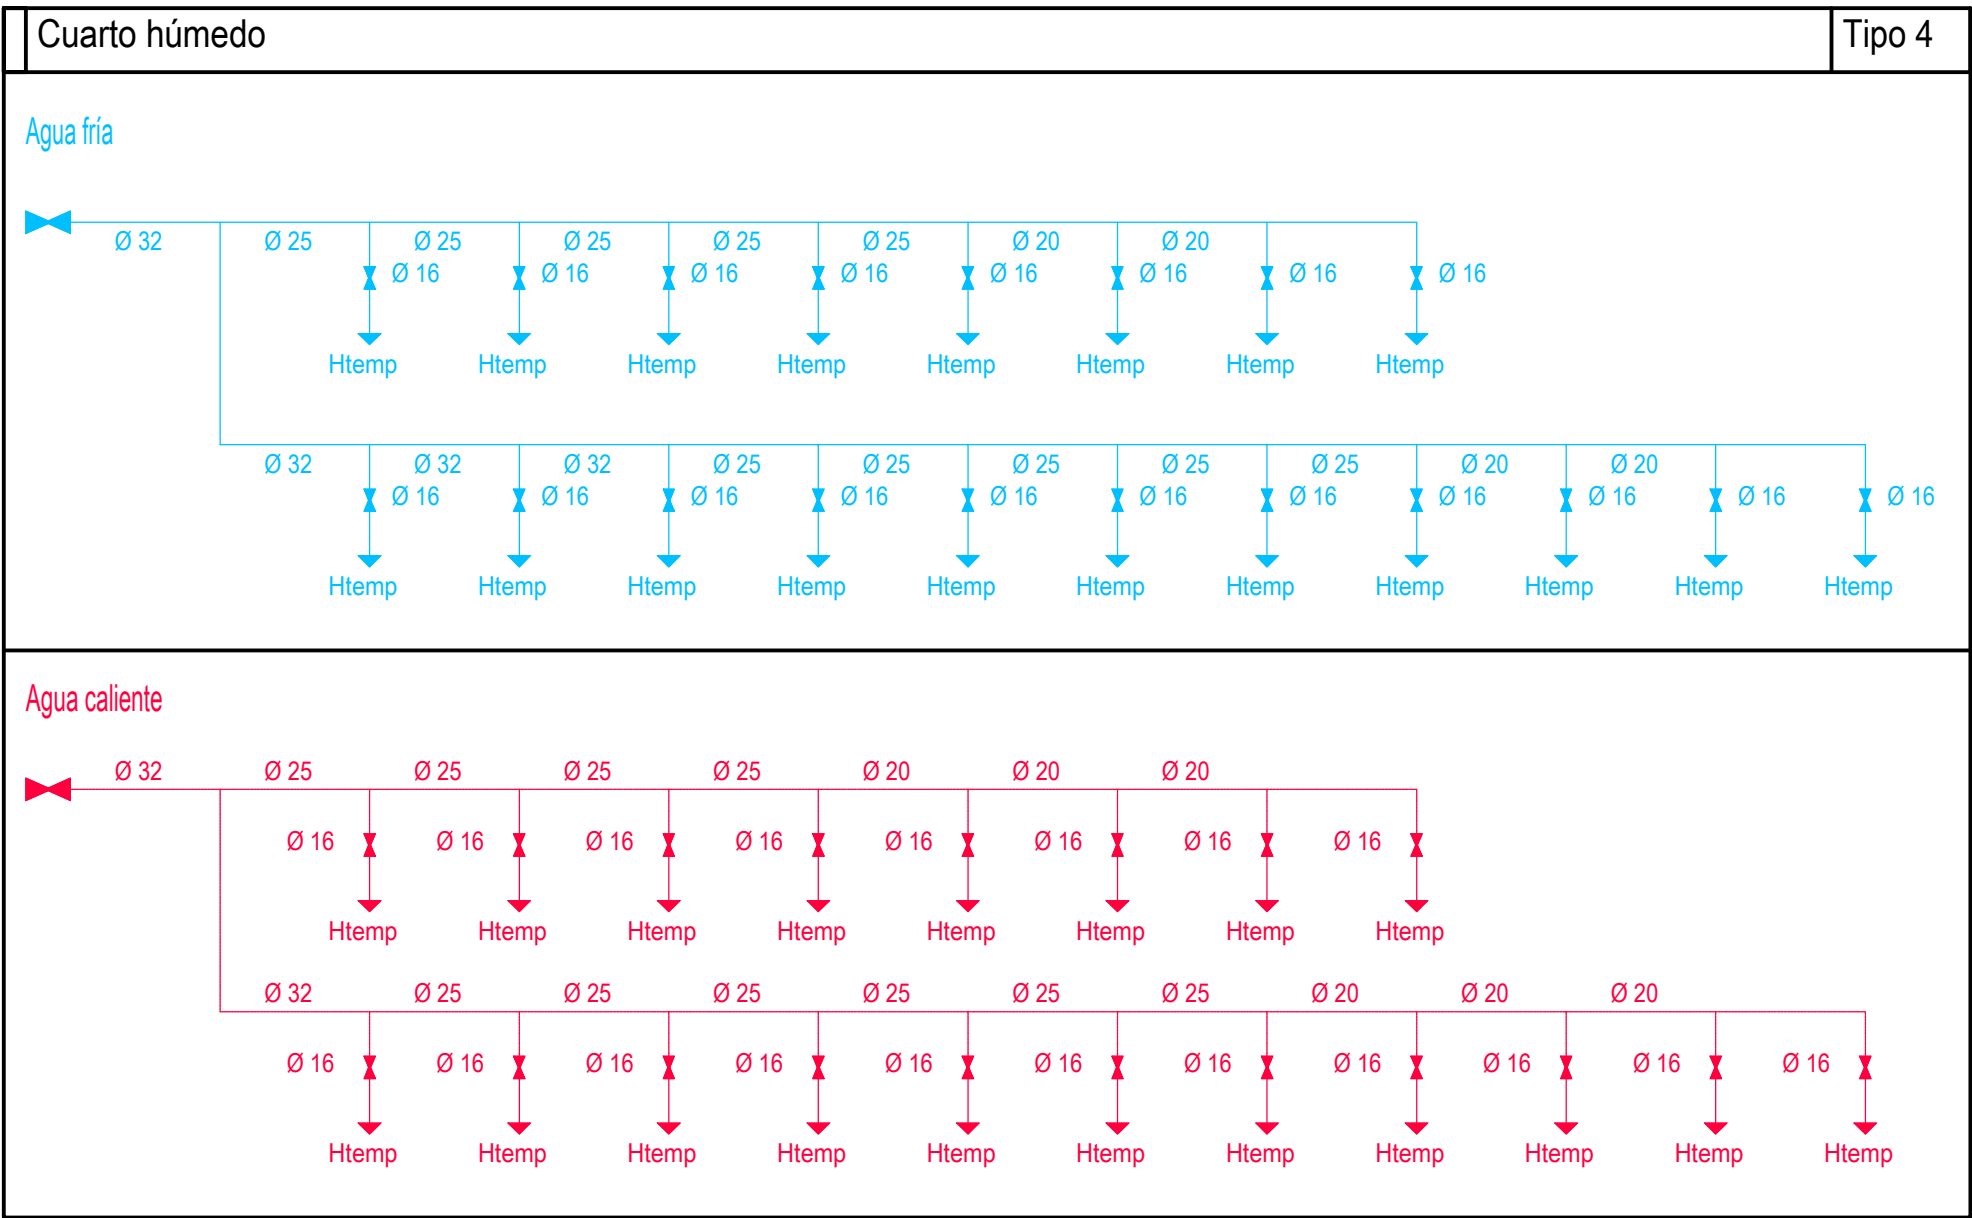 Cuarto húmedo Tipo 4
Agua fría
Ø 32 Ø 25 Ø 25 Ø 25 Ø 25 Ø 25 Ø 20 Ø 20
Ø 16 Ø 16 Ø 16 Ø 16 Ø 16 Ø 16 Ø 16 Ø 16
Htemp Htemp Htemp Htemp Htemp Htemp Htemp Htemp
Ø 32 Ø 32 Ø 32 Ø 25 Ø 25 Ø 25 Ø 25 Ø 25 Ø 20 Ø 20
Ø 16 Ø 16 Ø 16 Ø 16 Ø 16 Ø 16 Ø 16 Ø 16 Ø 16 Ø 16 Ø 16
Htemp Htemp Htemp Htemp Htemp Htemp Htemp Htemp Htemp Htemp Htemp
Agua caliente
Ø 32 Ø 25 Ø 25 Ø 25 Ø 25 Ø 20 Ø 20 Ø 20
Ø 16 Ø 16 Ø 16 Ø 16 Ø 16 Ø 16 Ø 16 Ø 16
Htemp Htemp Htemp Htemp Htemp Htemp Htemp Htemp
Ø 32 Ø 25 Ø 25 Ø 25 Ø 25 Ø 25 Ø 25 Ø 20 Ø 20 Ø 20
Ø 16 Ø 16 Ø 16 Ø 16 Ø 16 Ø 16 Ø 16 Ø 16 Ø 16 Ø 16 Ø 16
Htemp Htemp Htemp Htemp Htemp Htemp Htemp Htemp Htemp Htemp Htemp